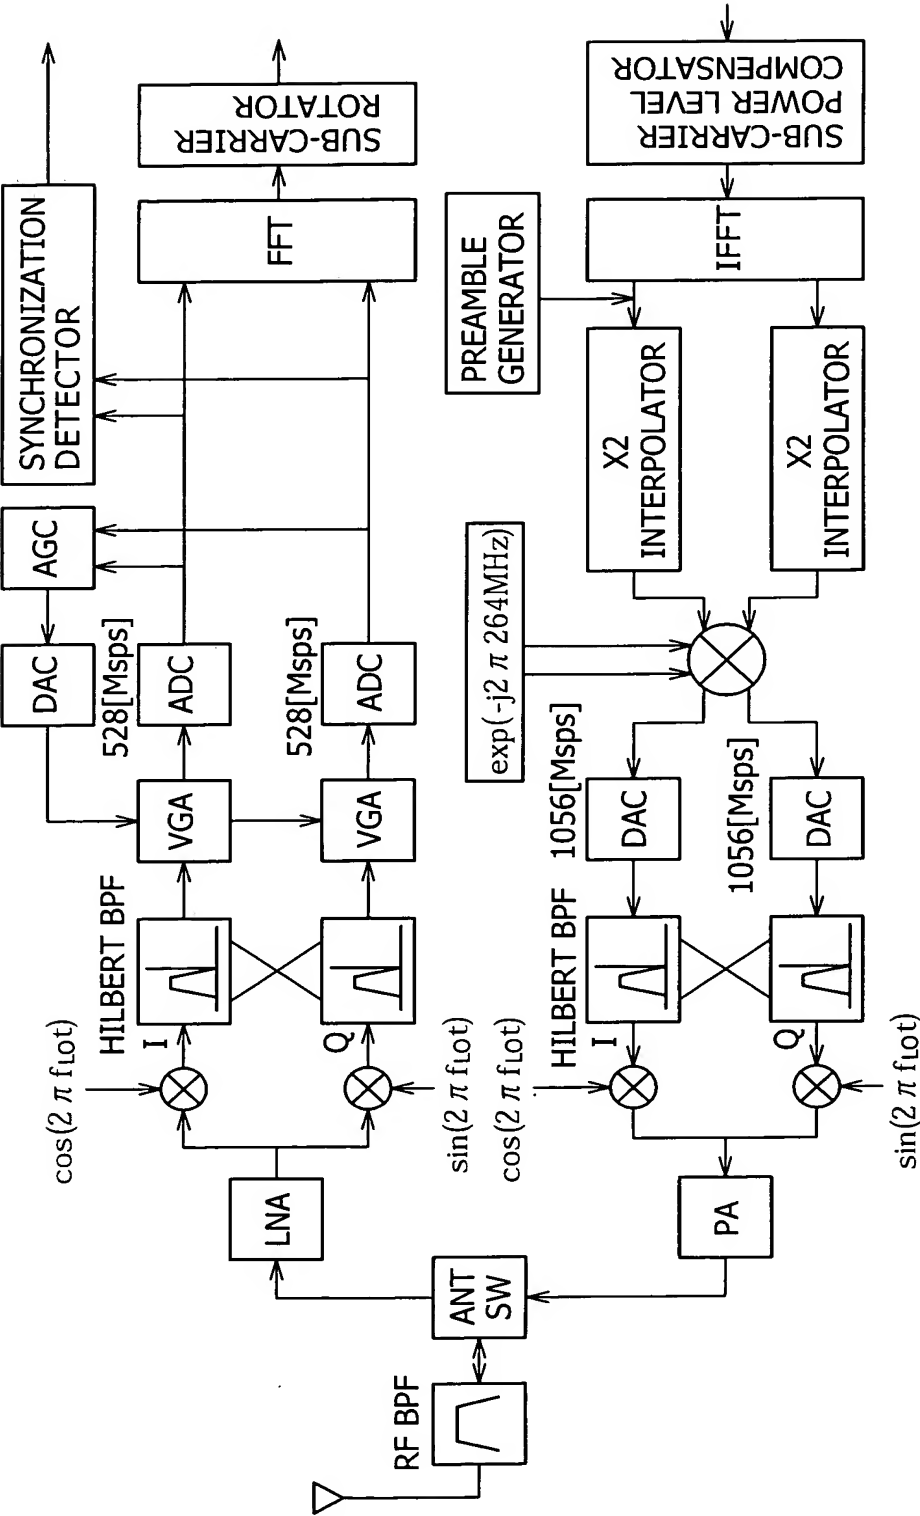 SYNCHRONIZATION
DETECTOR
AGC
DAC
SUB-CARRIER
ROTATOR
FFT
528[Msps]
ADC
VGA
HILBERT BPF
I
cos(2 π fLOt)
528[Msps]
ADC
VGA
Q
sin(2 π fLOt)
LNA
ANT
SW
RF BPF
PA
SUB-CARRIER
POWER LEVEL
COMPENSATOR
IFFT
PREAMBLE
GENERATOR
X2
INTERPOLATOR
X2
INTERPOLATOR
exp(-j2 π 264MHz)
1056[Msps]
DAC
1056[Msps]
DAC
HILBERT BPF
I
Q
cos(2 π fLOt)
sin(2 π fLOt)